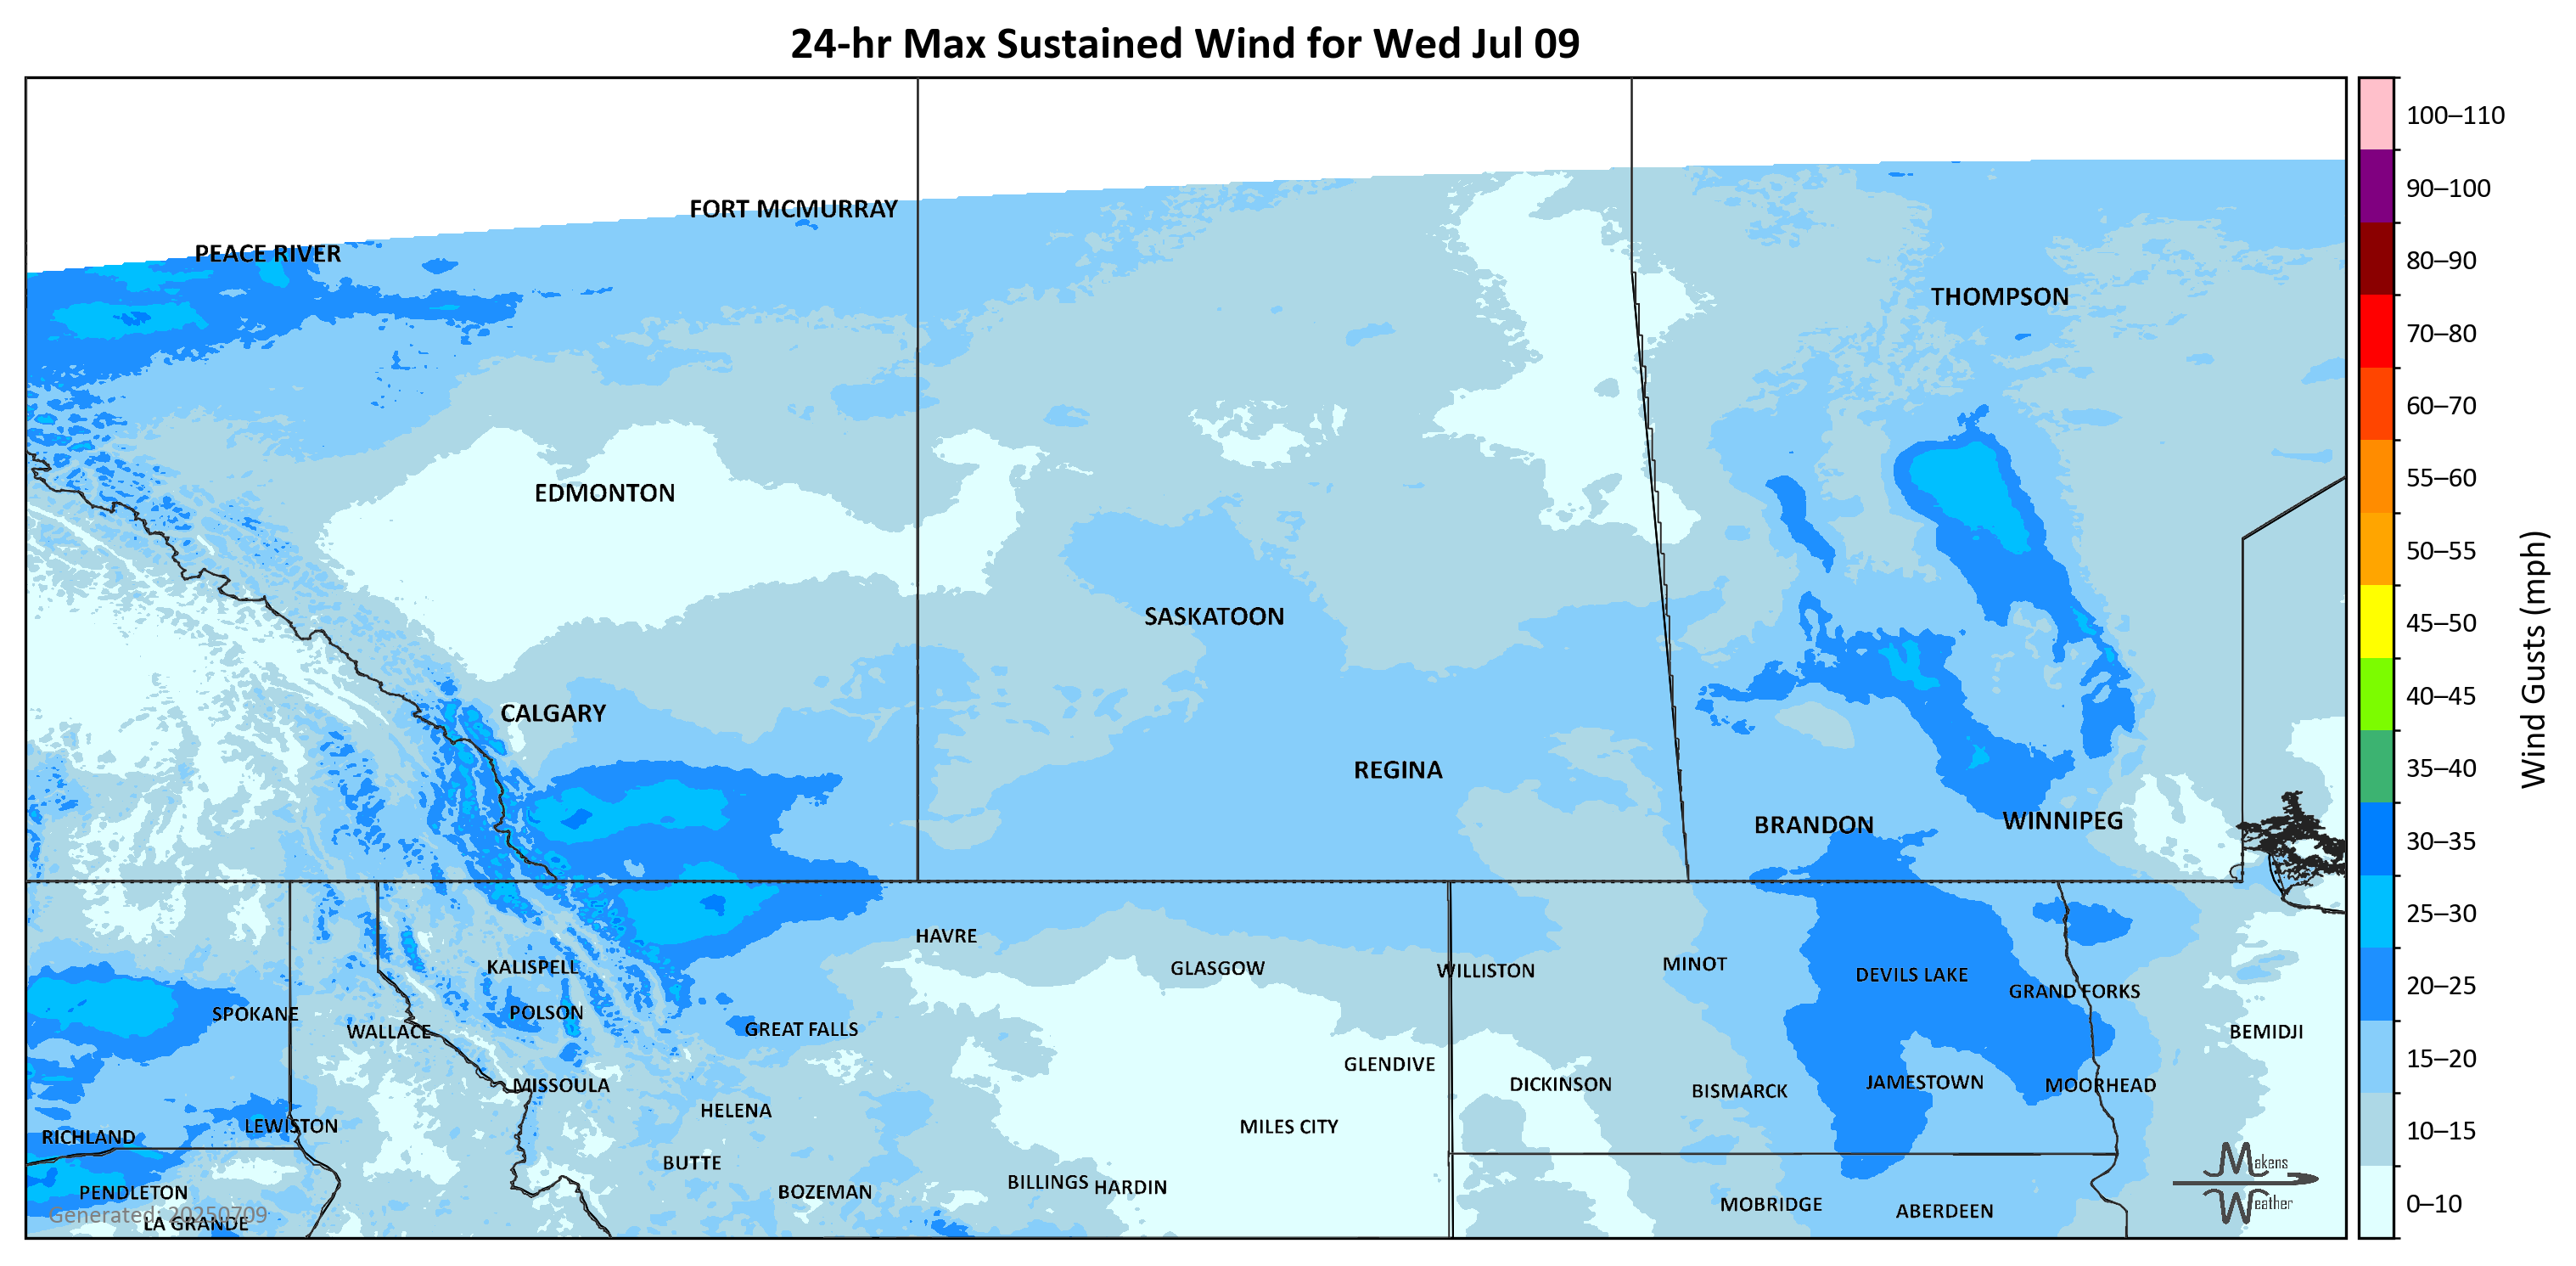 24-hr Max Sustained Wind for Wed Jul 09
100–110
90–100
80–90
70–80
60–70
55–60
50–55
45–50
40–45
35–40
30–35
25–30
20–25
15–20
10–15
0–10
Wind Gusts (mph)
FORT MCMURRAY
PEACE RIVER
THOMPSON
EDMONTON
SASKATOON
CALGARY
REGINA
BRANDON
WINNIPEG
HAVRE
KALISPELL
GLASGOW
WILLISTON
MINOT
DEVILS LAKE
GRAND FORKS
SPOKANE
POLSON
WALLACE
GREAT FALLS
BEMIDJI
GLENDIVE
MISSOULA
DICKINSON
BISMARCK
JAMESTOWN
MOORHEAD
HELENA
LEWISTON
MILES CITY
RICHLAND
BUTTE
PENDLETON
BOZEMAN
BILLINGS
HARDIN
MOBRIDGE
ABERDEEN
Generated: 20250709
LA GRANDE
Makens
Weather